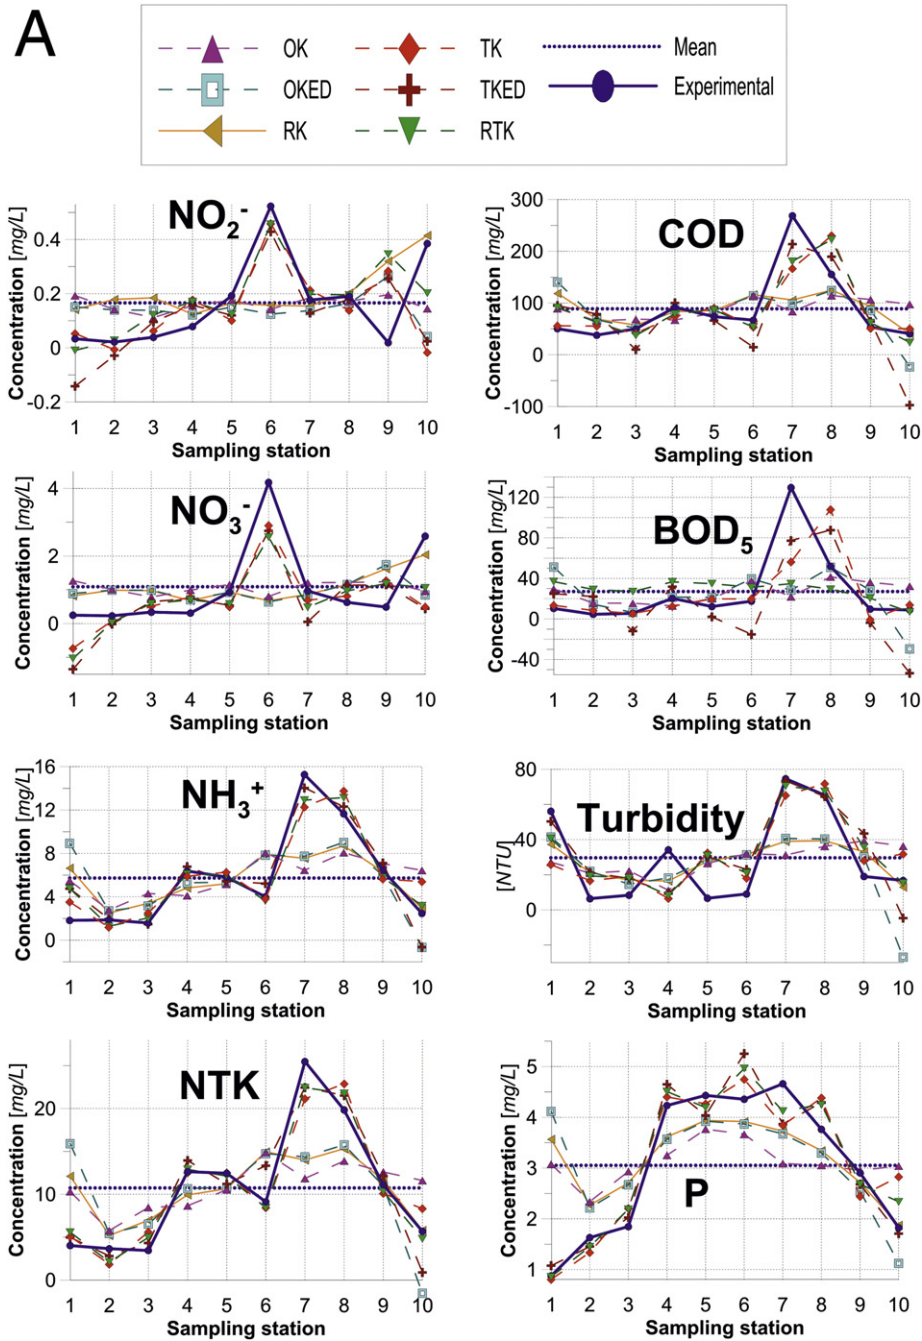 A
OK
TK
Mean
OKED
TKED
Experimental
RK
RTK
NO₂⁻
Concentration [mg/L]
0.4
0.2
0
-0.2
1 2 3 4 5 6 7 8 9 10
Sampling station
COD
Concentration [mg/L]
300
200
100
0
-100
1 2 3 4 5 6 7 8 9 10
Sampling station
NO₃⁻
Concentration [mg/L]
4
2
0
1 2 3 4 5 6 7 8 9 10
Sampling station
BOD₅
Concentration [mg/L]
120
80
40
0
-40
1 2 3 4 5 6 7 8 9 10
Sampling station
NH₃⁺
Concentration [mg/L]
16
12
8
4
0
1 2 3 4 5 6 7 8 9 10
Sampling station
Turbidity
[NTU]
80
40
0
1 2 3 4 5 6 7 8 9 10
Sampling station
NTK
Concentration [mg/L]
20
10
0
1 2 3 4 5 6 7 8 9 10
Sampling station
P
Concentration [mg/L]
5
4
3
2
1
1 2 3 4 5 6 7 8 9 10
Sampling station